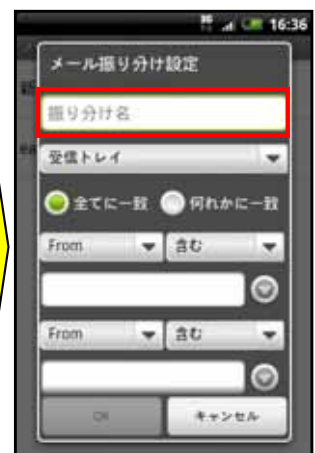 16:36
メール振り分け設定
振り分け名
受信トレイ
全てに一致 何れかに一致
From 含む
From 含む
OK キャンセル